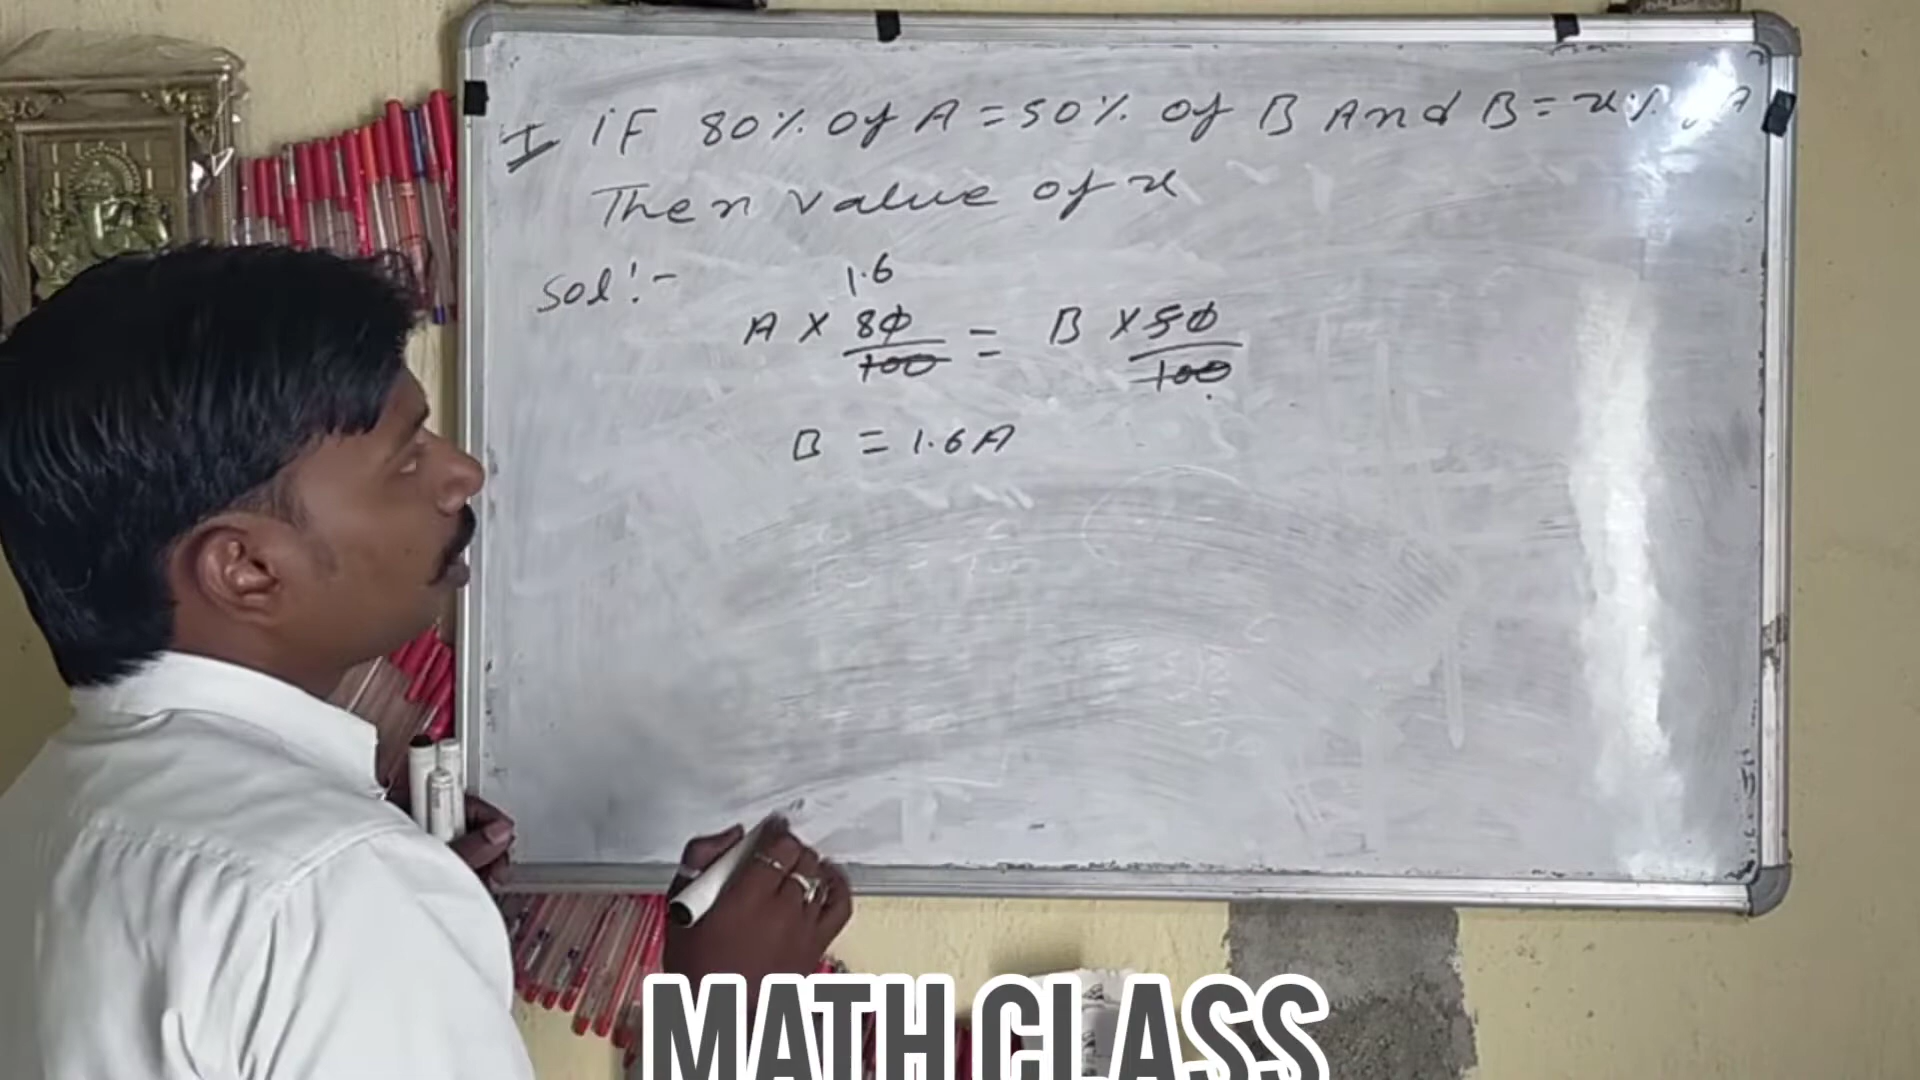 I IF 80% of A = 50% of B And B = x% A
Then value of x
Sol!:-
1.6
A × 80/100 = B × 50/100
B = 1.6A
MATH CLASS